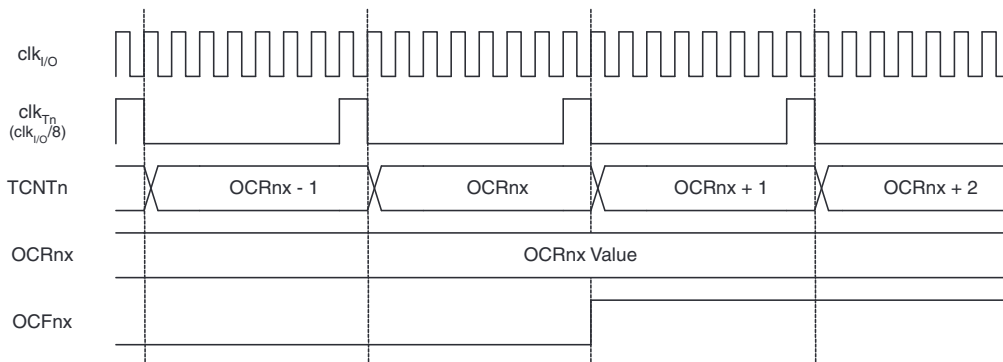 clkI/O
clkTn
(clkI/O/8)
TCNTn
OCRnx - 1
OCRnx
OCRnx + 1
OCRnx + 2
OCRnx
OCRnx Value
OCFnx